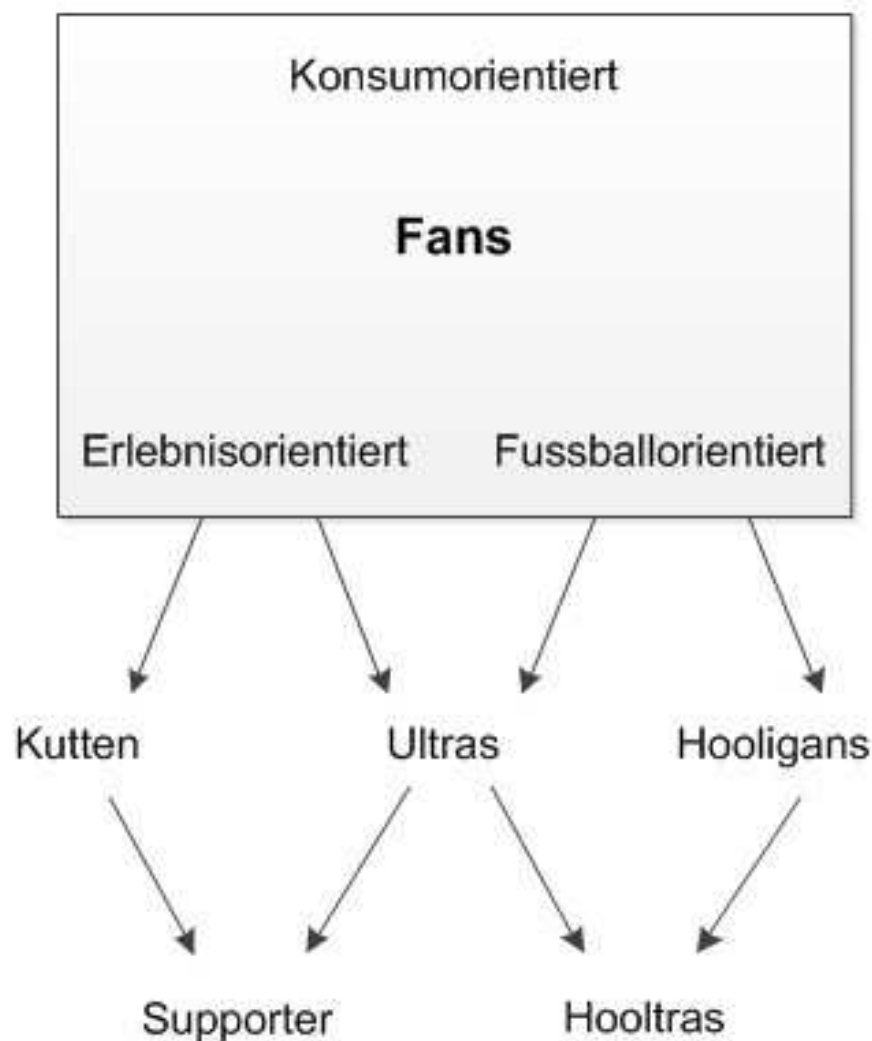 Konsumorientiert
Fans
Erlebnisorientiert Fussballorientiert
Kutten Ultras Hooligans
Supporter Hooltras